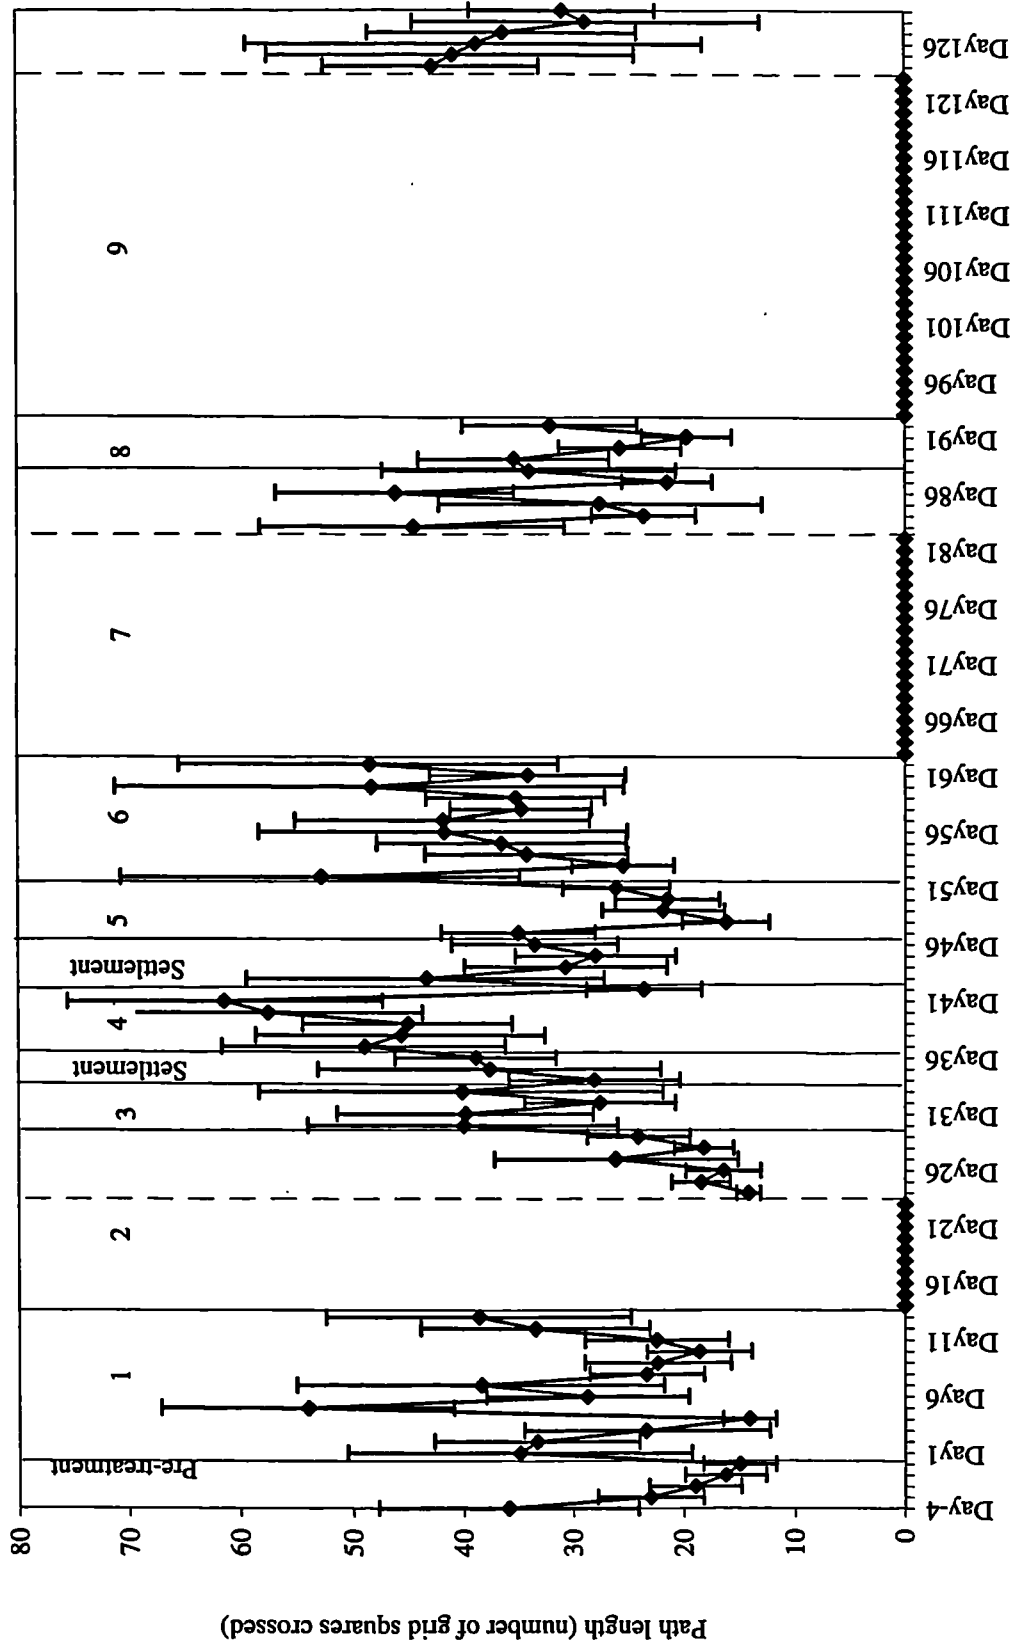 Path length (number of grid squares crossed)
80
70
60
50
40
30
20
10
0
Pre-treatment
1
2
3
Settlement
4
Settlement
5
6
7
8
9
Day-4
Day1
Day6
Day11
Day16
Day21
Day26
Day31
Day36
Day41
Day46
Day51
Day56
Day61
Day66
Day71
Day76
Day81
Day86
Day91
Day96
Day101
Day106
Day111
Day116
Day121
Day126